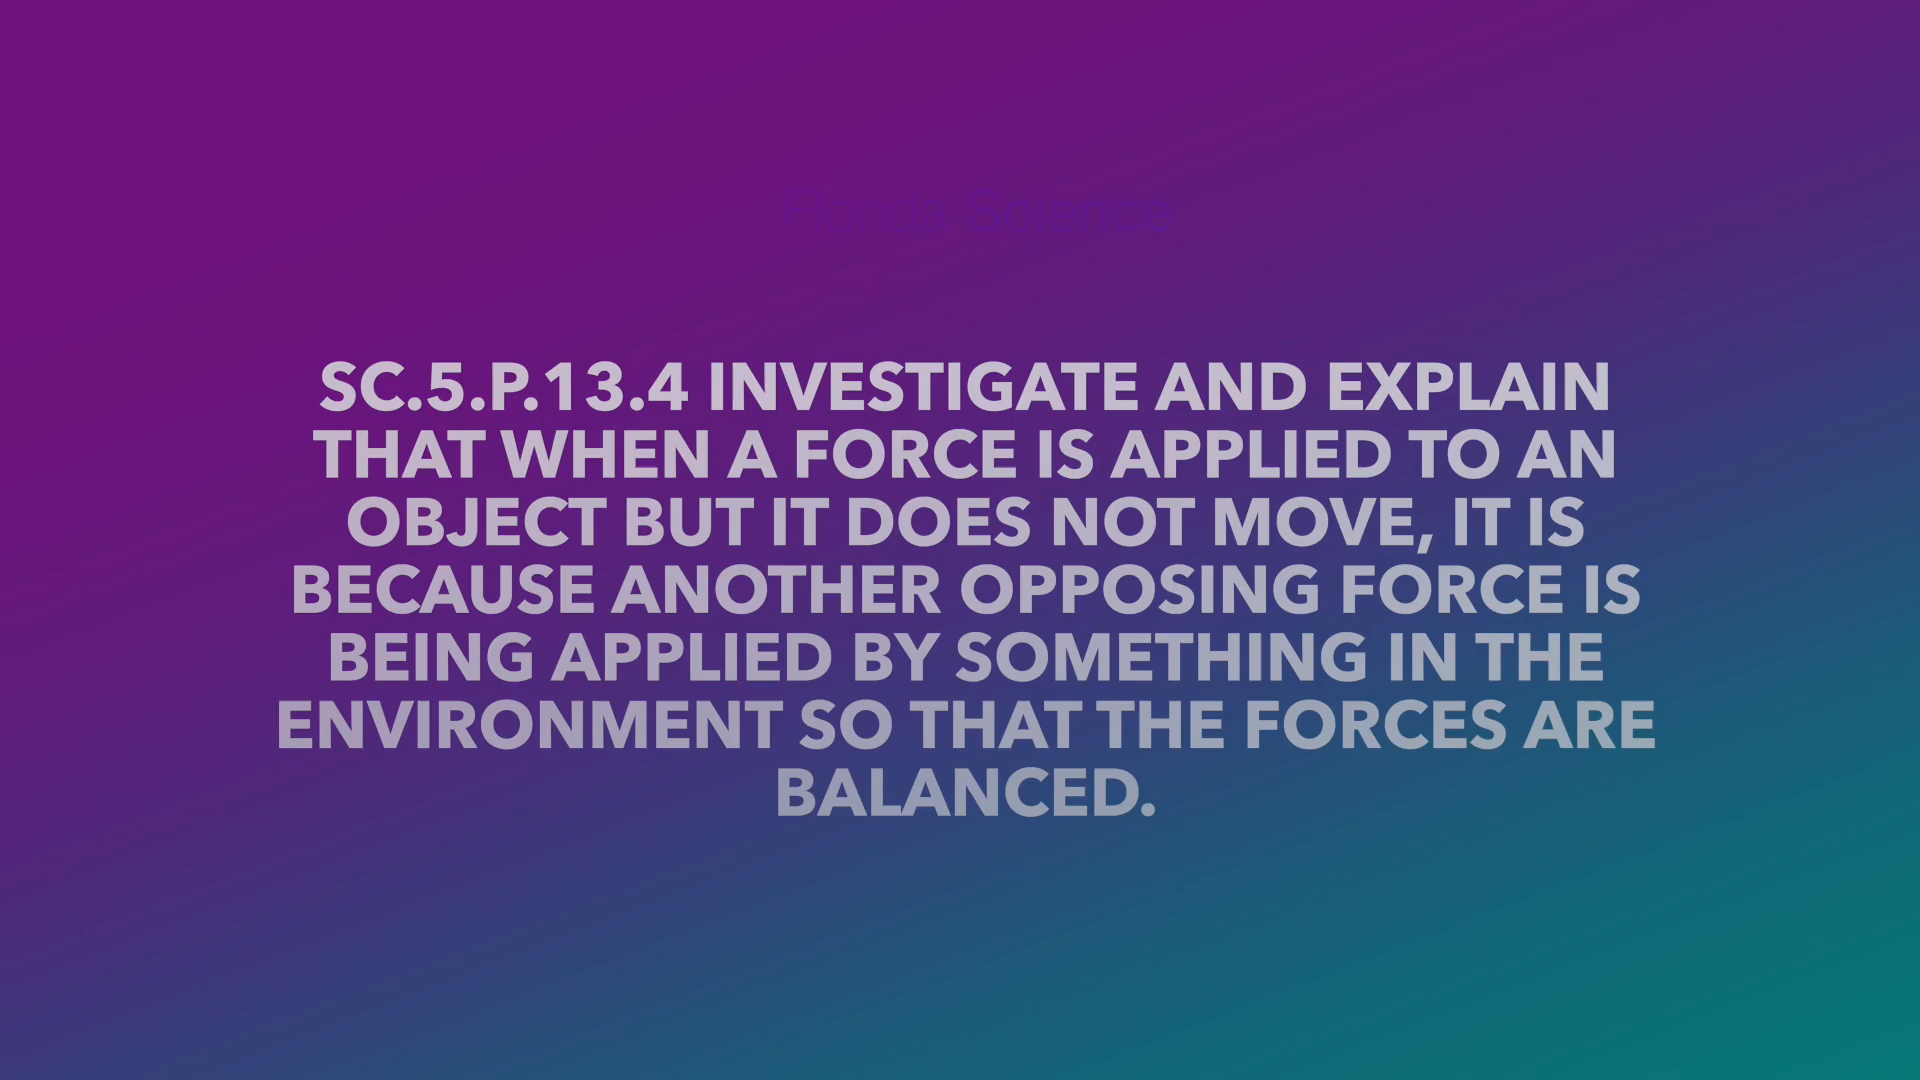 Florida Science
SC.5.P.13.4 INVESTIGATE AND EXPLAIN
THAT WHEN A FORCE IS APPLIED TO AN
OBJECT BUT IT DOES NOT MOVE, IT IS
BECAUSE ANOTHER OPPOSING FORCE IS
BEING APPLIED BY SOMETHING IN THE
ENVIRONMENT SO THAT THE FORCES ARE
BALANCED.